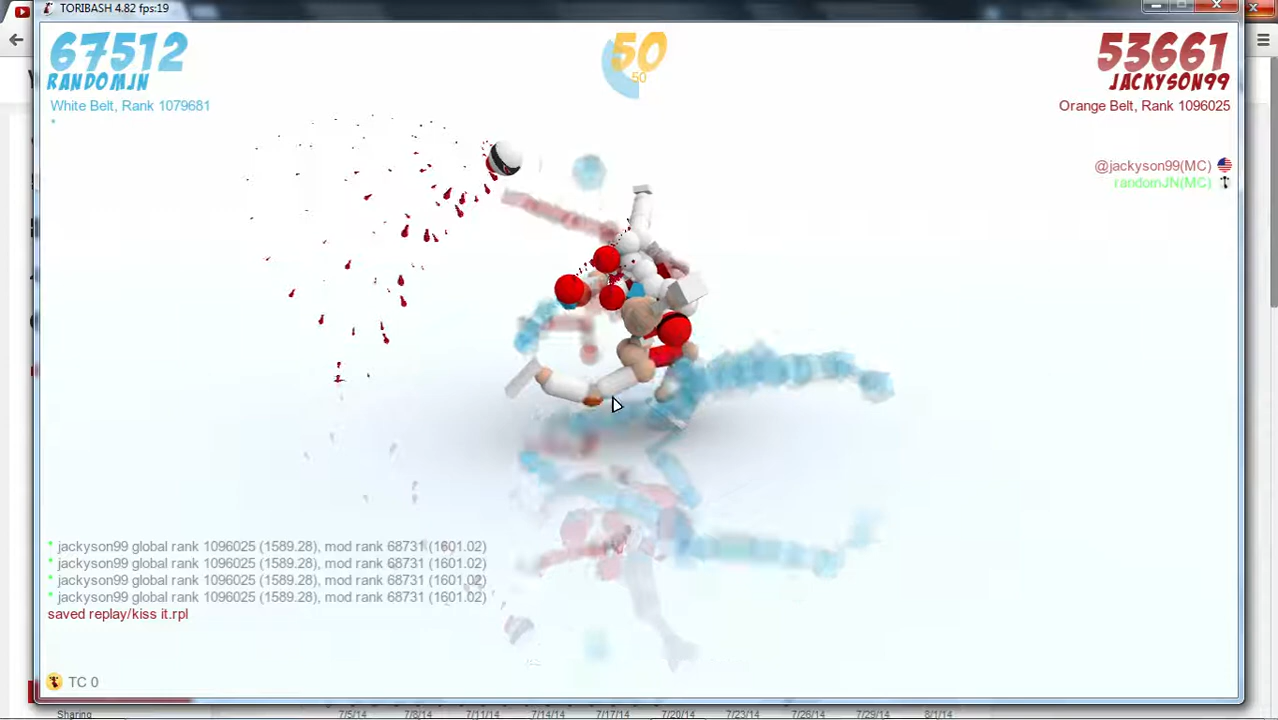 TORIBASH 4.82 fps:19
67512
RANDOMJN
White Belt, Rank 1079681
50
50
53661
JACKYSON99
Orange Belt, Rank 1096025
@jackyson99(MC)
randomJN(MC)
* jackyson99 global rank 1096025 (1589.28), mod rank 68731 (1601.02)
* jackyson99 global rank 1096025 (1589.28), mod rank 68731 (1601.02)
* jackyson99 global rank 1096025 (1589.28), mod rank 68731 (1601.02)
* jackyson99 global rank 1096025 (1589.28), mod rank 68731 (1601.02)
saved replay/kiss it.rpl
TC 0
Sharing 7/5/14 7/8/14 7/11/14 7/14/14 7/17/14 7/20/14 7/23/14 7/26/14 7/29/14 8/1/14